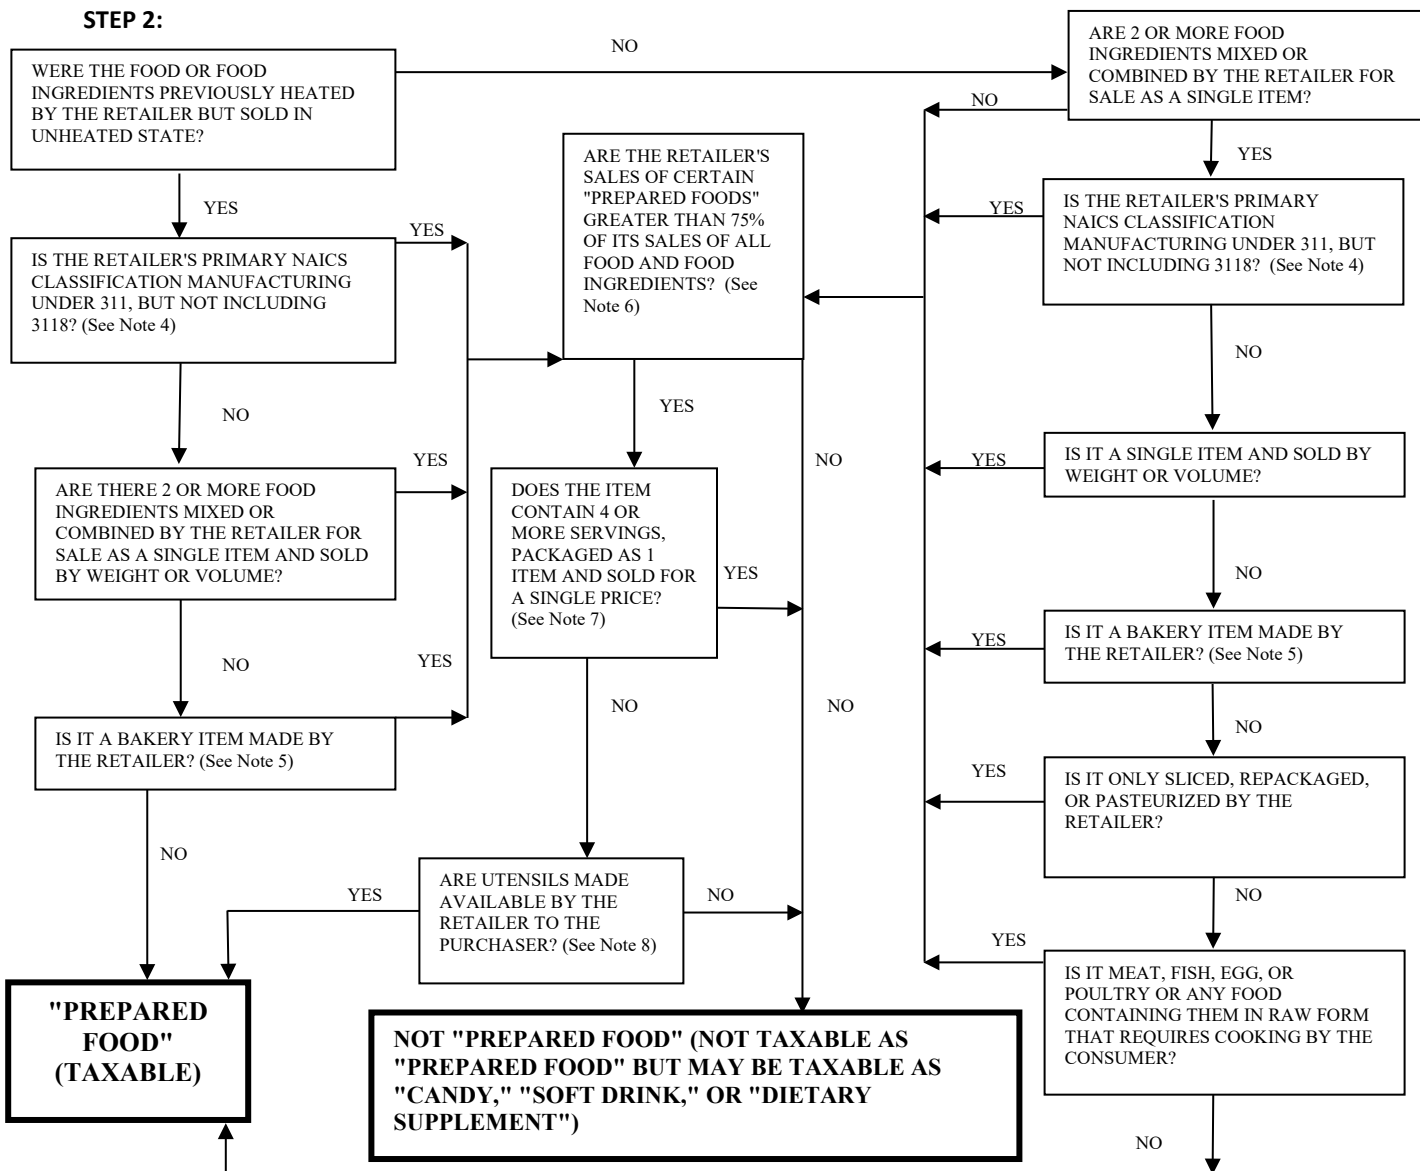 STEP 2:
WERE THE FOOD OR FOOD
INGREDIENTS PREVIOUSLY HEATED
BY THE RETAILER BUT SOLD IN
UNHEATED STATE?
NO
ARE 2 OR MORE FOOD
INGREDIENTS MIXED OR
COMBINED BY THE RETAILER FOR
SALE AS A SINGLE ITEM?
NO
YES
YES
ARE THE RETAILER'S
SALES OF CERTAIN
"PREPARED FOODS"
GREATER THAN 75%
OF ITS SALES OF ALL
FOOD AND FOOD
INGREDIENTS? (See
Note 6)
IS THE RETAILER'S PRIMARY NAICS
CLASSIFICATION MANUFACTURING
UNDER 311, BUT NOT INCLUDING
3118? (See Note 4)
YES
YES
IS THE RETAILER'S PRIMARY
NAICS CLASSIFICATION
MANUFACTURING UNDER 311, BUT
NOT INCLUDING 3118? (See Note 4)
NO
YES
NO
NO
ARE THERE 2 OR MORE FOOD
INGREDIENTS MIXED OR
COMBINED BY THE RETAILER FOR
SALE AS A SINGLE ITEM AND SOLD
BY WEIGHT OR VOLUME?
YES
DOES THE ITEM
CONTAIN 4 OR
MORE SERVINGS,
PACKAGED AS 1
ITEM AND SOLD FOR
A SINGLE PRICE?
(See Note 7)
YES
NO
YES
IS IT A SINGLE ITEM AND SOLD BY
WEIGHT OR VOLUME?
NO
NO
YES
NO
NO
YES
IS IT A BAKERY ITEM MADE BY
THE RETAILER? (See Note 5)
NO
IS IT A BAKERY ITEM MADE BY
THE RETAILER? (See Note 5)
YES
IS IT ONLY SLICED, REPACKAGED,
OR PASTEURIZED BY THE
RETAILER?
NO
NO
YES
ARE UTENSILS MADE
AVAILABLE BY THE
RETAILER TO THE
PURCHASER? (See Note 8)
NO
YES
IS IT MEAT, FISH, EGG, OR
POULTRY OR ANY FOOD
CONTAINING THEM IN RAW FORM
THAT REQUIRES COOKING BY THE
CONSUMER?
NO
"PREPARED
FOOD"
(TAXABLE)
NOT "PREPARED FOOD" (NOT TAXABLE AS
"PREPARED FOOD" BUT MAY BE TAXABLE AS
"CANDY," "SOFT DRINK," OR "DIETARY
SUPPLEMENT")